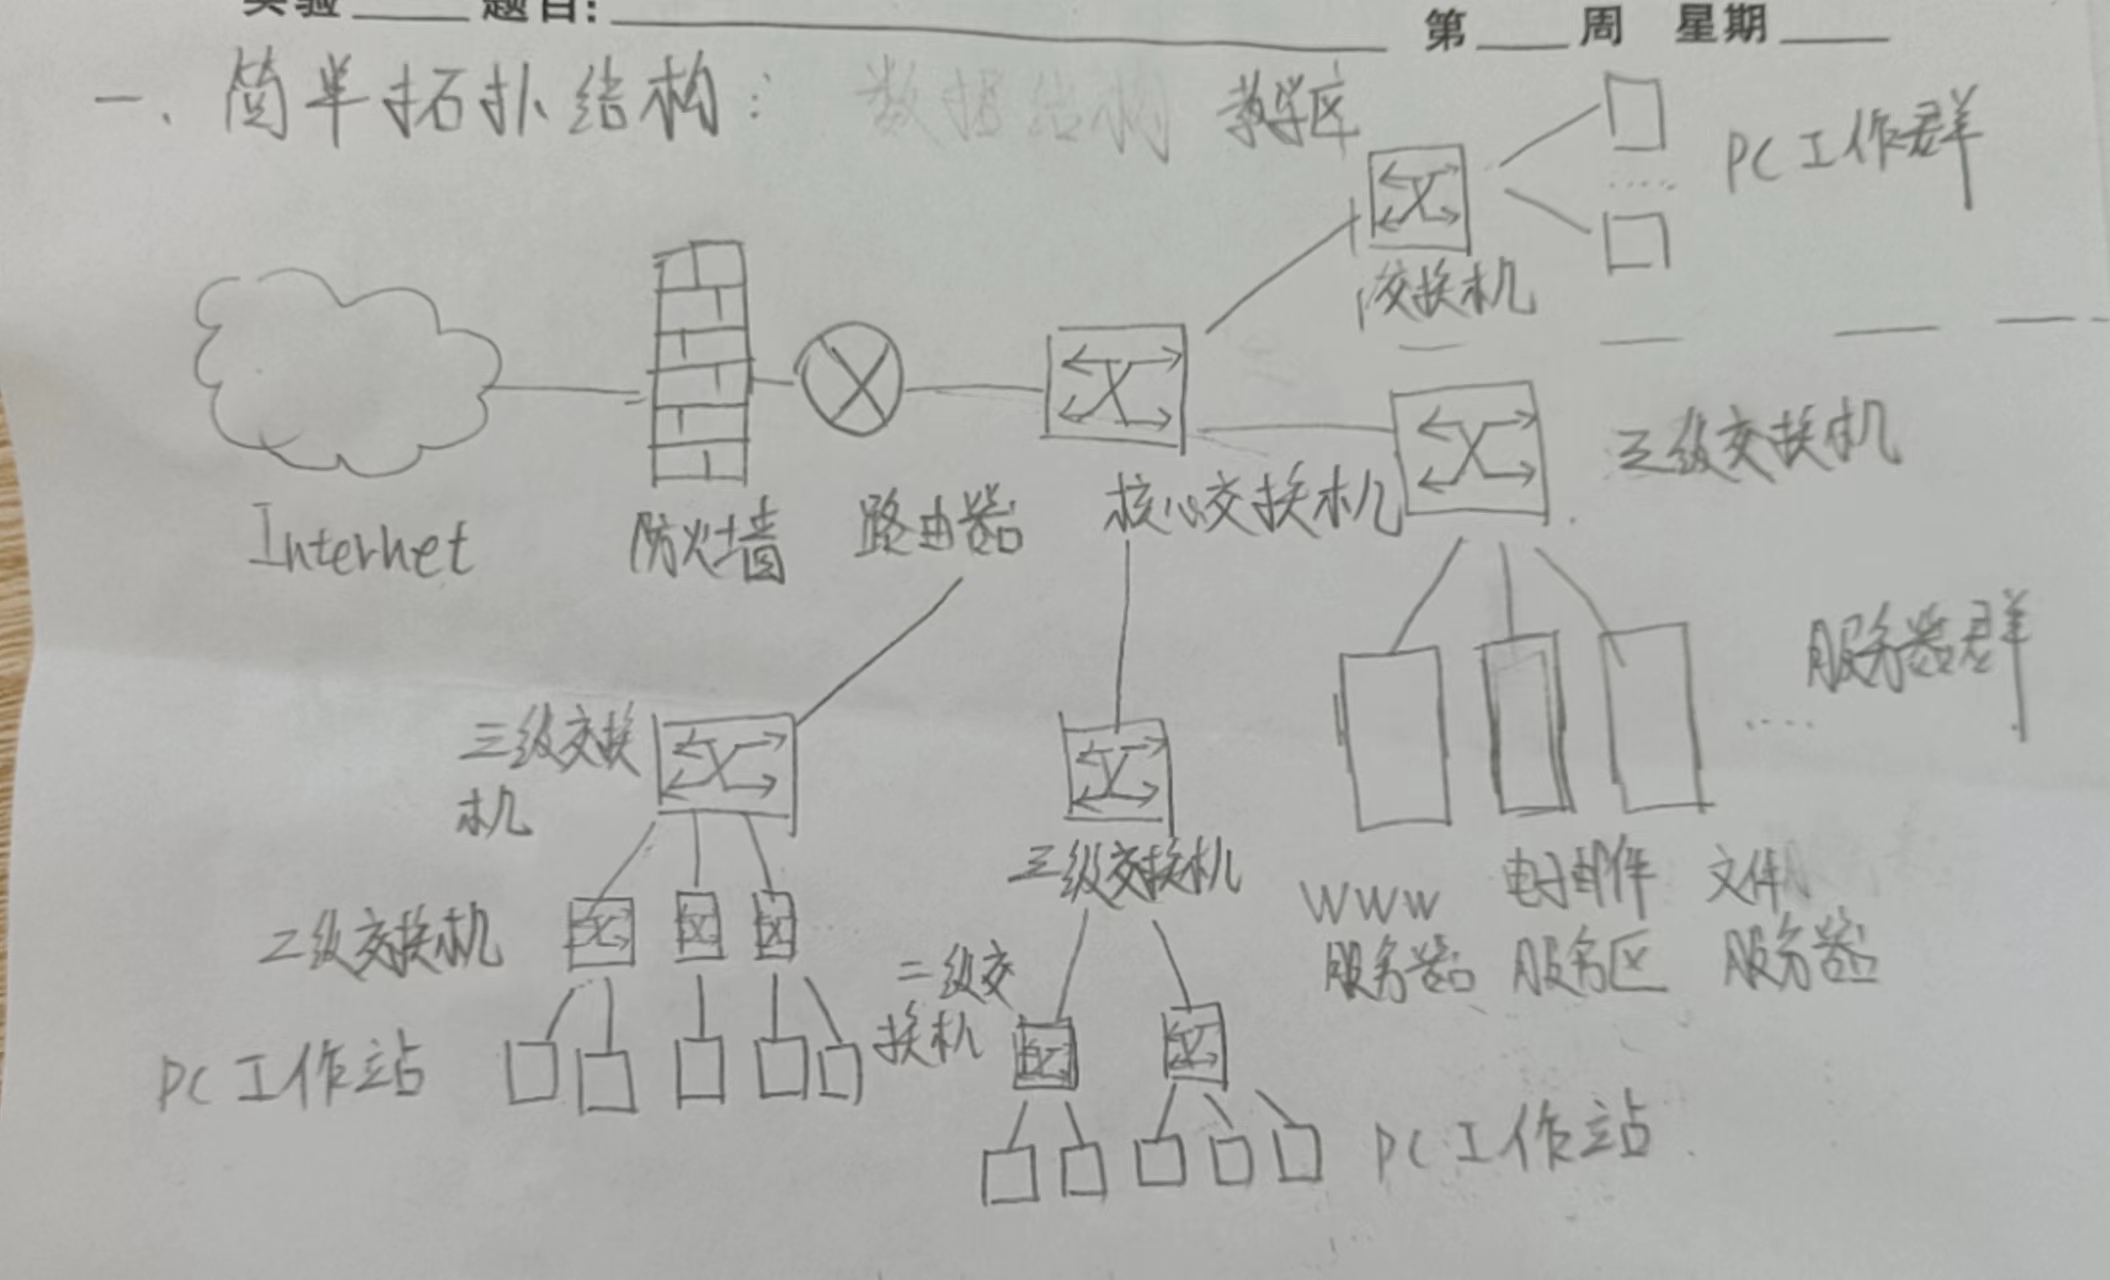 实验____题目:____ 第____周 星期____
一、简单拓扑结构: 数据结构 教学区
PC工作群
交换机
三级交换机
Internet
防火墙
路由器
核心交换机
服务器群
三级交换
机
三级交换机
WWW
服务器
电子邮件
服务区
文件
服务器
二级交换机
二级交
换机
PC工作站
PC工作站